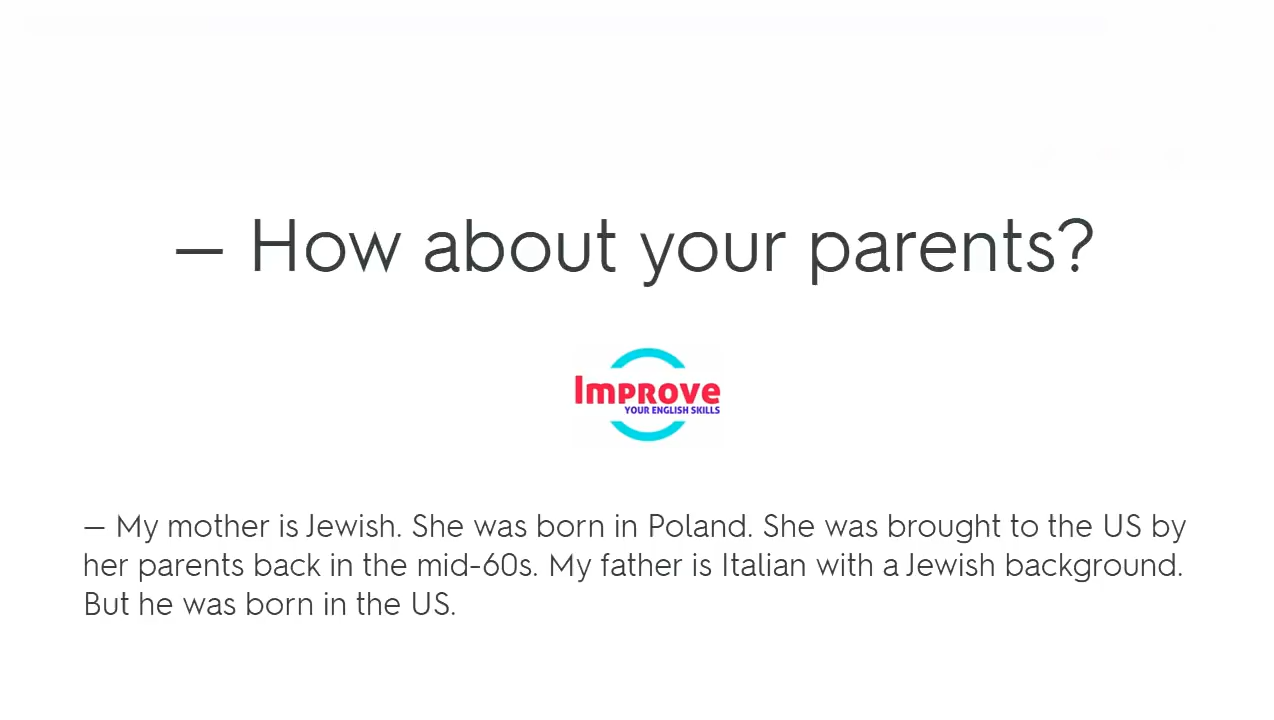 – How about your parents?
Improve
YOUR ENGLISH SKILLS
– My mother is Jewish. She was born in Poland. She was brought to the US by
her parents back in the mid-60s. My father is Italian with a Jewish background.
But he was born in the US.